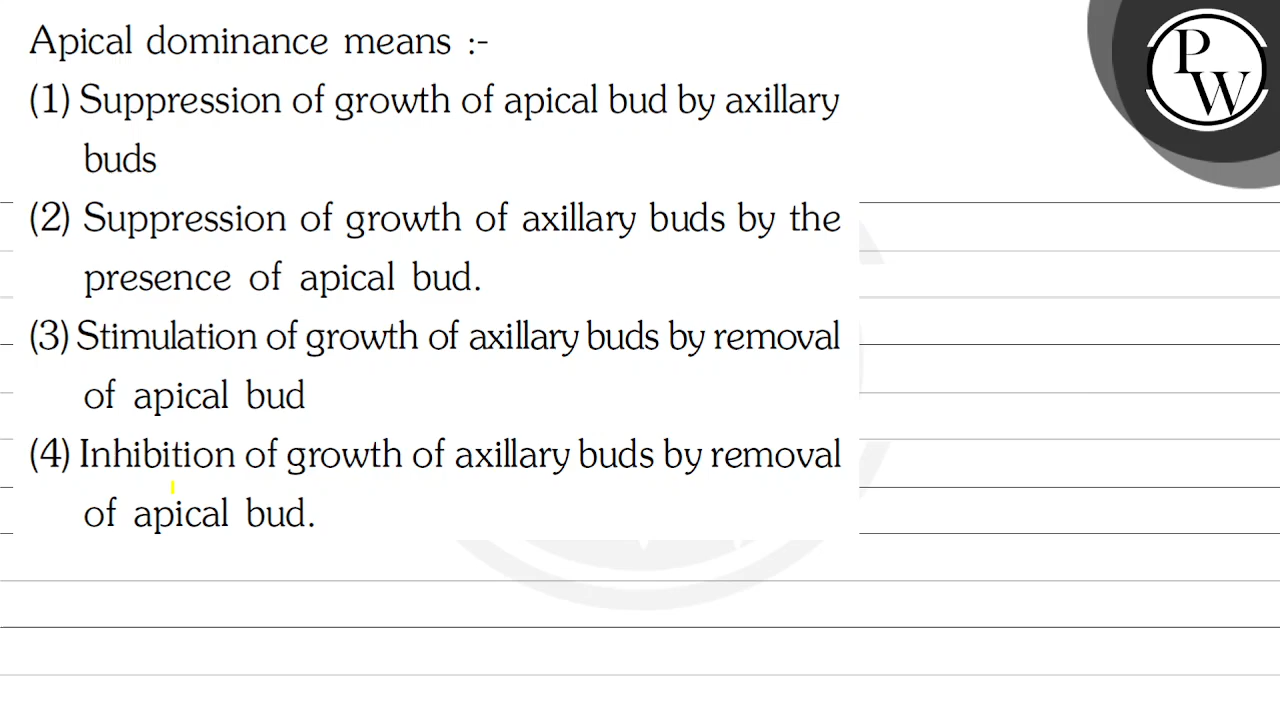 Apical dominance means :-
(1) Suppression of growth of apical bud by axillary
buds
(2) Suppression of growth of axillary buds by the
presence of apical bud.
(3) Stimulation of growth of axillary buds by removal
of apical bud
(4) Inhibition of growth of axillary buds by removal
of apical bud.
P
W